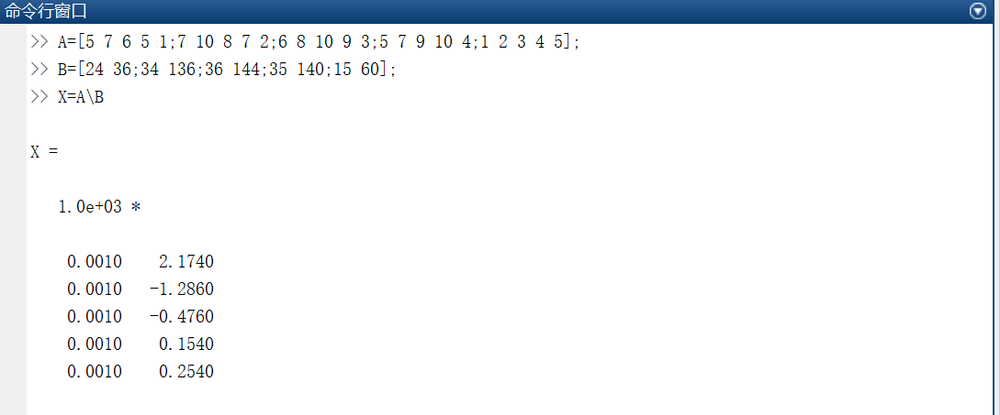 命令行窗口
>> A=[5 7 6 5 1;7 10 8 7 2;6 8 10 9 3;5 7 9 10 4;1 2 3 4 5];
>> B=[24 36;34 136;36 144;35 140;15 60];
>> X=A\B
X =
1.0e+03 *
0.0010 2.1740
0.0010 -1.2860
0.0010 -0.4760
0.0010 0.1540
0.0010 0.2540